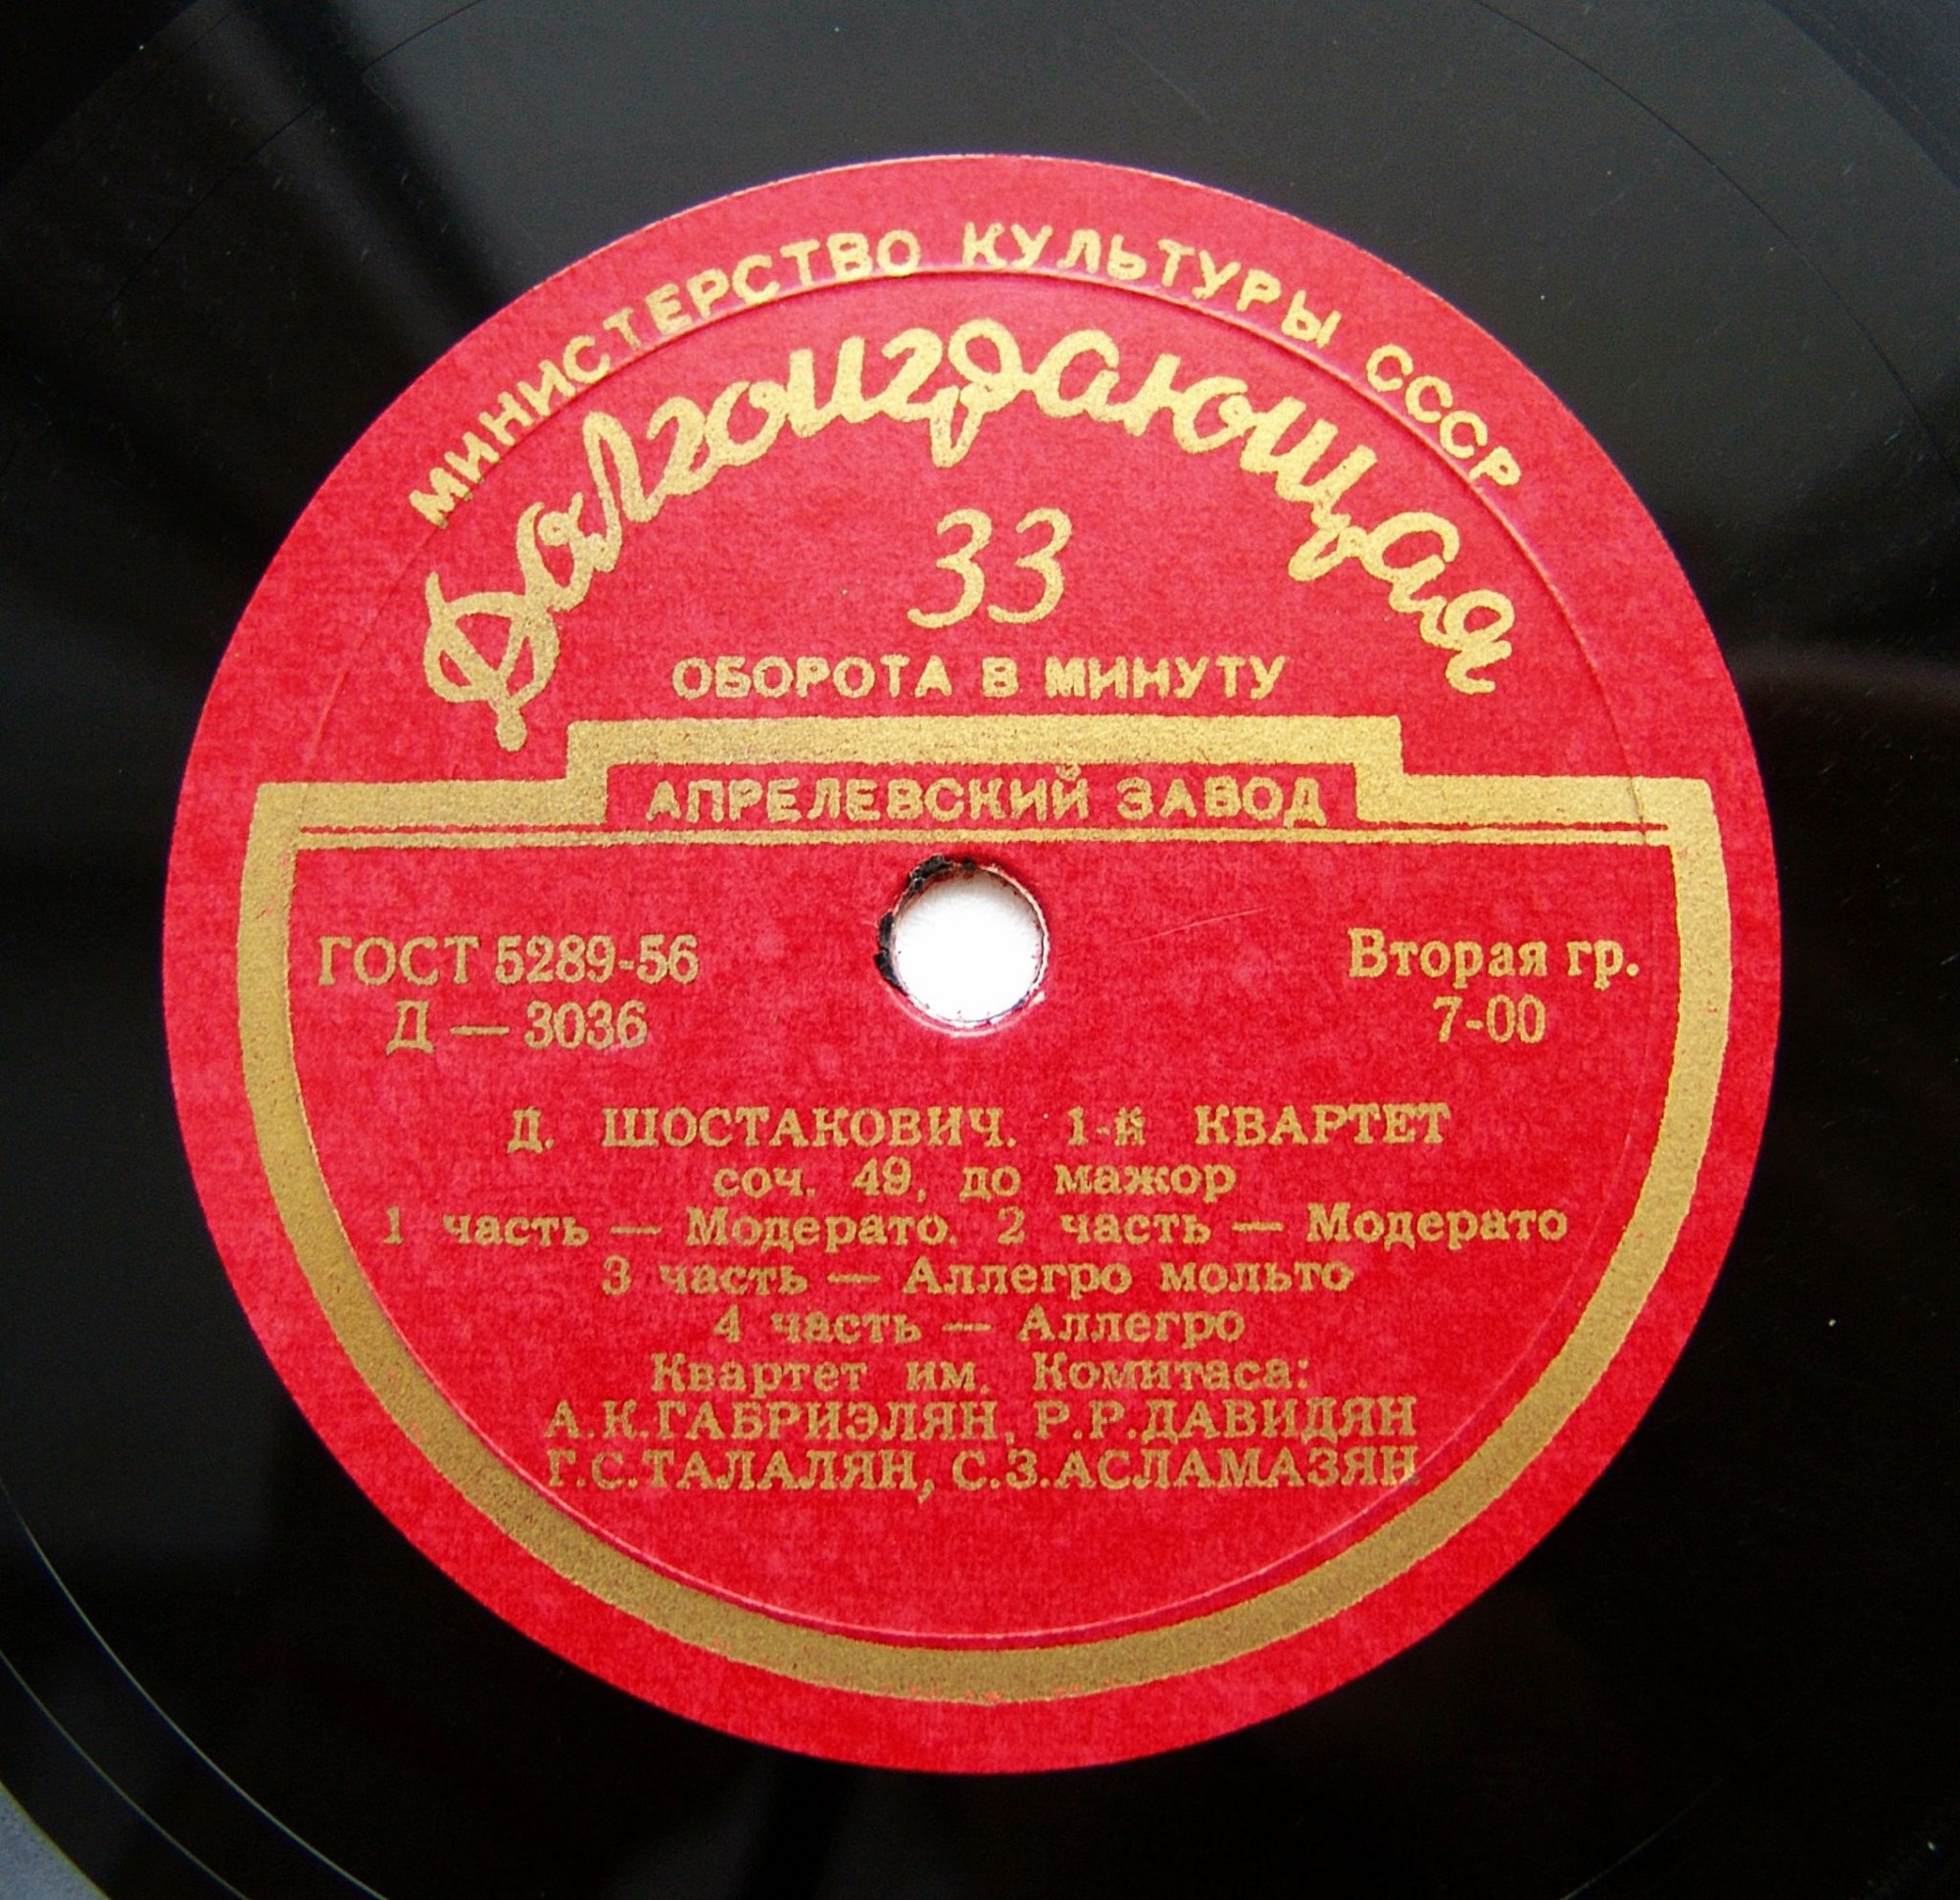 МИНИСТЕРСТВО КУЛЬТУРЫ СССР
Долгоиграющая
33
ОБОРОТА В МИНУТУ
АПРЕЛЕВСКИЙ ЗАВОД
ГОСТ 5289-56
Д — 3036
Вторая гр.
7-00
Д. ШОСТАКОВИЧ. 1-й КВАРТЕТ
соч. 49, до мажор
1 часть — Модерато. 2 часть — Модерато
3 часть — Аллегро мольто
4 часть — Аллегро
Квартет им. Комитаса:
А.К.ГАБРИЭЛЯН, Р.Р.ДАВИДЯН
Г.С.ТАЛАЛЯН, С.З.АСЛАМАЗЯН